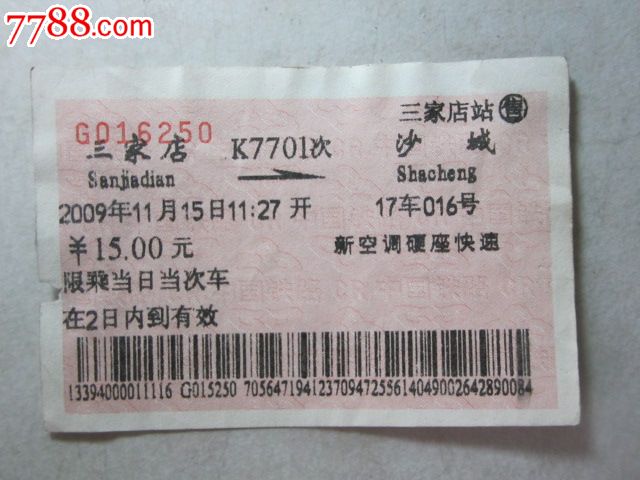 7788.com
三家店站 售
G016250
三家店 K7701次 沙城
Sanjiadian Shacheng
2009年11月15日11:27开 17车016号
￥15.00元 新空调硬座快速
限乘当日当次车
在2日内到有效
13394000011116 G015250 70564719412370947255614049002642890084